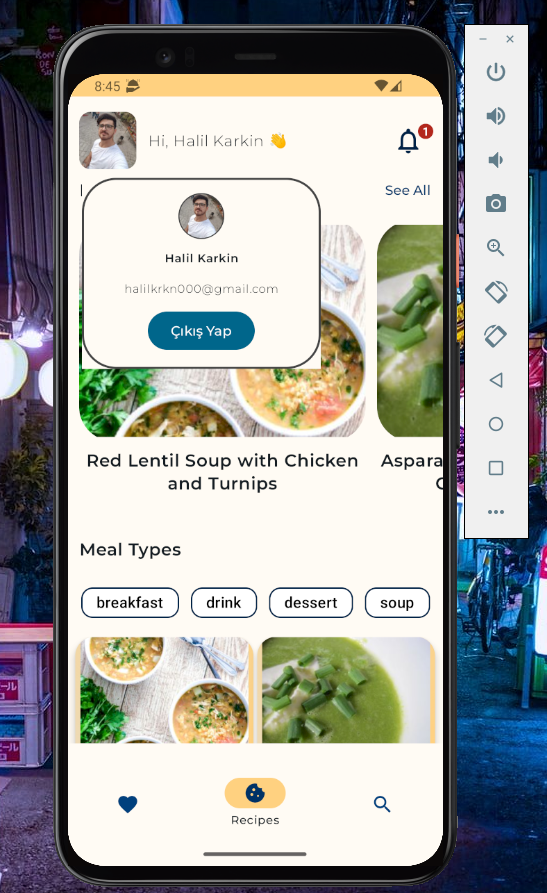 8:45
Hi, Halil Karkin 👋
1
See All
Halil Karkin
halilkrkn000@gmail.com
Çıkış Yap
Red Lentil Soup with Chicken
and Turnips
Aspara
Meal Types
breakfast
drink
dessert
soup
Recipes